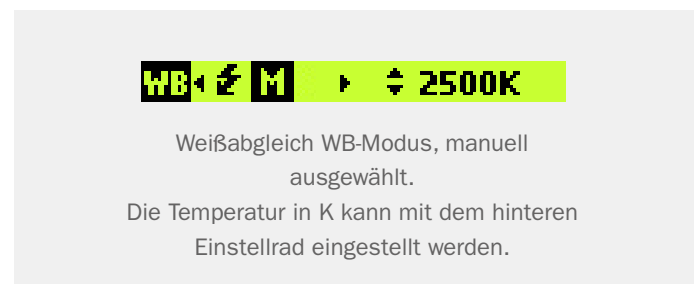 WB M 2500K
Weißabgleich WB-Modus, manuell
ausgewählt.
Die Temperatur in K kann mit dem hinteren
Einstellrad eingestellt werden.